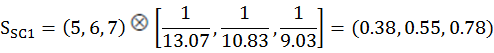 S_SC1 = (5, 6, 7) ⊗ [1/13.07, 1/10.83, 1/9.03] = (0.38, 0.55, 0.78)